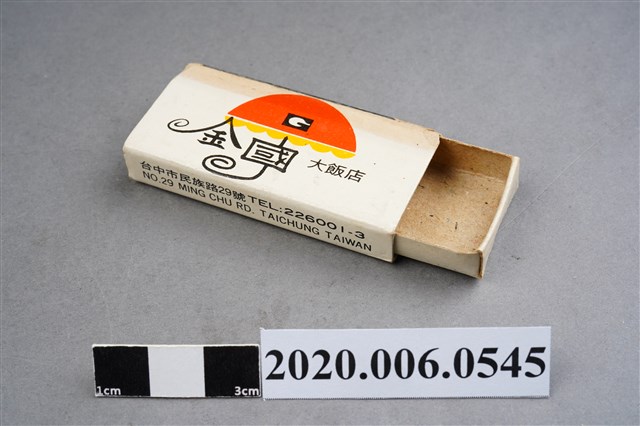 G
金國
大飯店
台中市民族路29號TEL:226001-3
NO.29 MING CHU RD. TAICHUNG TAIWAN
1cm
3cm
2020.006.0545